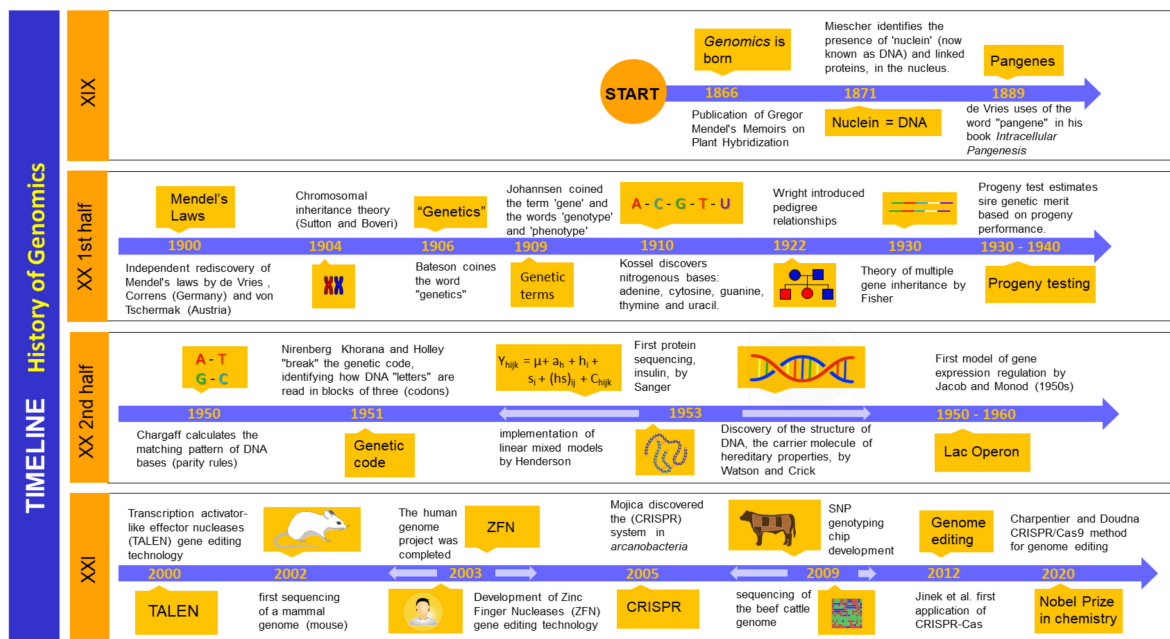 TIMELINE History of Genomics
XIX
START
Genomics is
born
1866
Publication of Gregor
Mendel's Memoirs on
Plant Hybridization
Miescher identifies the
presence of 'nuclein' (now
known as DNA) and linked
proteins, in the nucleus.
1871
Nuclein = DNA
Pangenes
1889
de Vries uses of the
word "pangene" in his
book Intracellular
Pangenesis
XX 1st half
Mendel's
Laws
1900
Independent rediscovery of
Mendel's laws by de Vries ,
Correns (Germany) and von
Tschermak (Austria)
Chromosomal
inheritance theory
(Sutton and Boveri)
1904
"Genetics"
1906
Bateson coines
the word
"genetics"
Johannsen coined
the term 'gene' and
the words 'genotype'
and 'phenotype'
1909
Genetic
terms
A - C - G - T - U
1910
Kossel discovers
nitrogenous bases:
adenine, cytosine, guanine,
thymine and uracil.
Wright introduced
pedigree
relationships
1922
1930
Theory of multiple
gene inheritance by
Fisher
Progeny test estimates
sire genetic merit
based on progeny
performance.
1930 - 1940
Progeny testing
XX 2nd half
A - T
G - C
1950
Chargaff calculates the
matching pattern of DNA
bases (parity rules)
Nirenberg Khorana and Holley
"break" the genetic code,
identifying how DNA "letters" are
read in blocks of three (codons)
1951
Genetic
code
Yhijk = μ+ ah + hi +
si + (hs)ij + Chijk
implementation of
linear mixed models
by Henderson
First protein
sequencing,
insulin, by
Sanger
1953
Discovery of the structure of
DNA, the carrier molecule of
hereditary properties, by
Watson and Crick
First model of gene
expression regulation by
Jacob and Monod (1950s)
1950 - 1960
Lac Operon
XXI
Transcription activator-
like effector nucleases
(TALEN) gene editing
technology
2000
TALEN
2002
first sequencing
of a mammal
genome (mouse)
The human
genome
project was
completed
ZFN
2003
Development of Zinc
Finger Nucleases (ZFN)
gene editing technology
Mojica discovered
the (CRISPR)
system in
arcanobacteria
2005
CRISPR
sequencing of
the beef cattle
genome
SNP
genotyping
chip
development
2009
Genome
editing
2012
Jinek et al. first
application of
CRISPR-Cas
Charpentier and Doudna
CRISPR/Cas9 method
for genome editing
2020
Nobel Prize
in chemistry